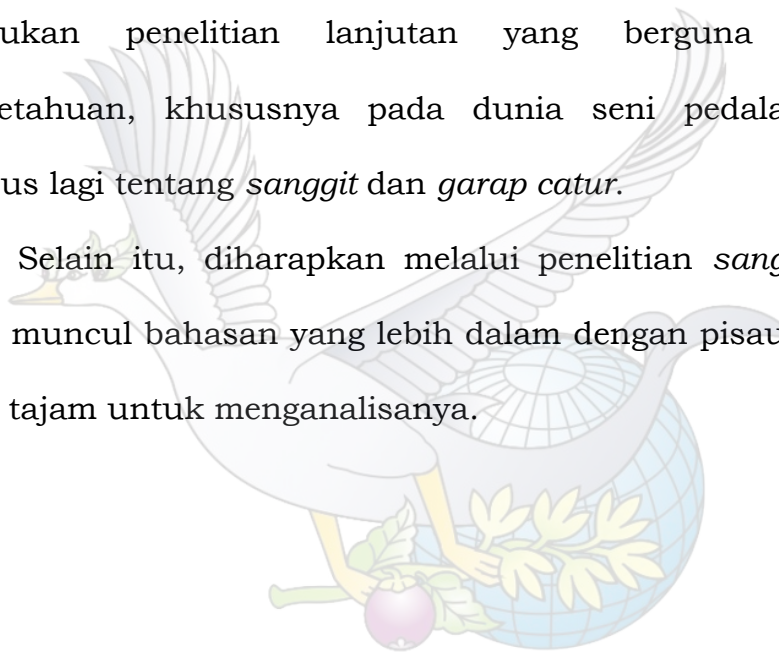 ukan penelitian lanjutan yang berguna
etahuan, khususnya pada dunia seni pedala
us lagi tentang sanggit dan garap catur.
Selain itu, diharapkan melalui penelitian sang
muncul bahasan yang lebih dalam dengan pisau
tajam untuk menganalisanya.